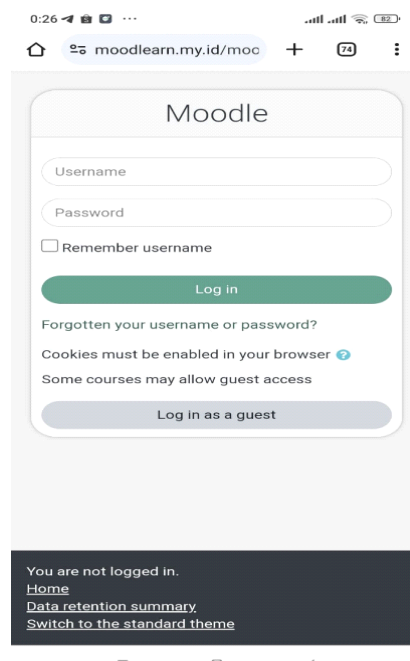 0:26
82
moodlearn.my.id/moo
74
Moodle
Username
Password
Remember username
Log in
Forgotten your username or password?
Cookies must be enabled in your browser
Some courses may allow guest access
Log in as a guest
You are not logged in.
Home
Data retention summary
Switch to the standard theme